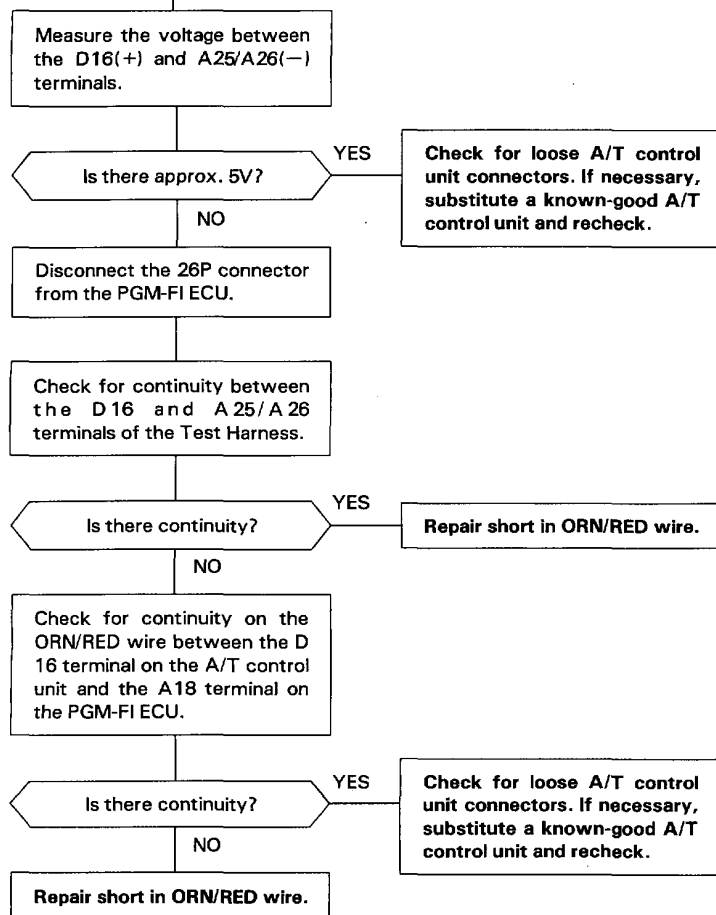 Measure the voltage between
the D16(+) and A25/A26(−)
terminals.
YES
Is there approx. 5V?
Check for loose A/T control
unit connectors. If necessary,
substitute a known-good A/T
control unit and recheck.
NO
Disconnect the 26P connector
from the PGM-FI ECU.
Check for continuity between
the D16 and A25/A26
terminals of the Test Harness.
YES
Is there continuity?
Repair short in ORN/RED wire.
NO
Check for continuity on the
ORN/RED wire between the D
16 terminal on the A/T control
unit and the A18 terminal on
the PGM-FI ECU.
YES
Is there continuity?
Check for loose A/T control
unit connectors. If necessary,
substitute a known-good A/T
control unit and recheck.
NO
Repair short in ORN/RED wire.